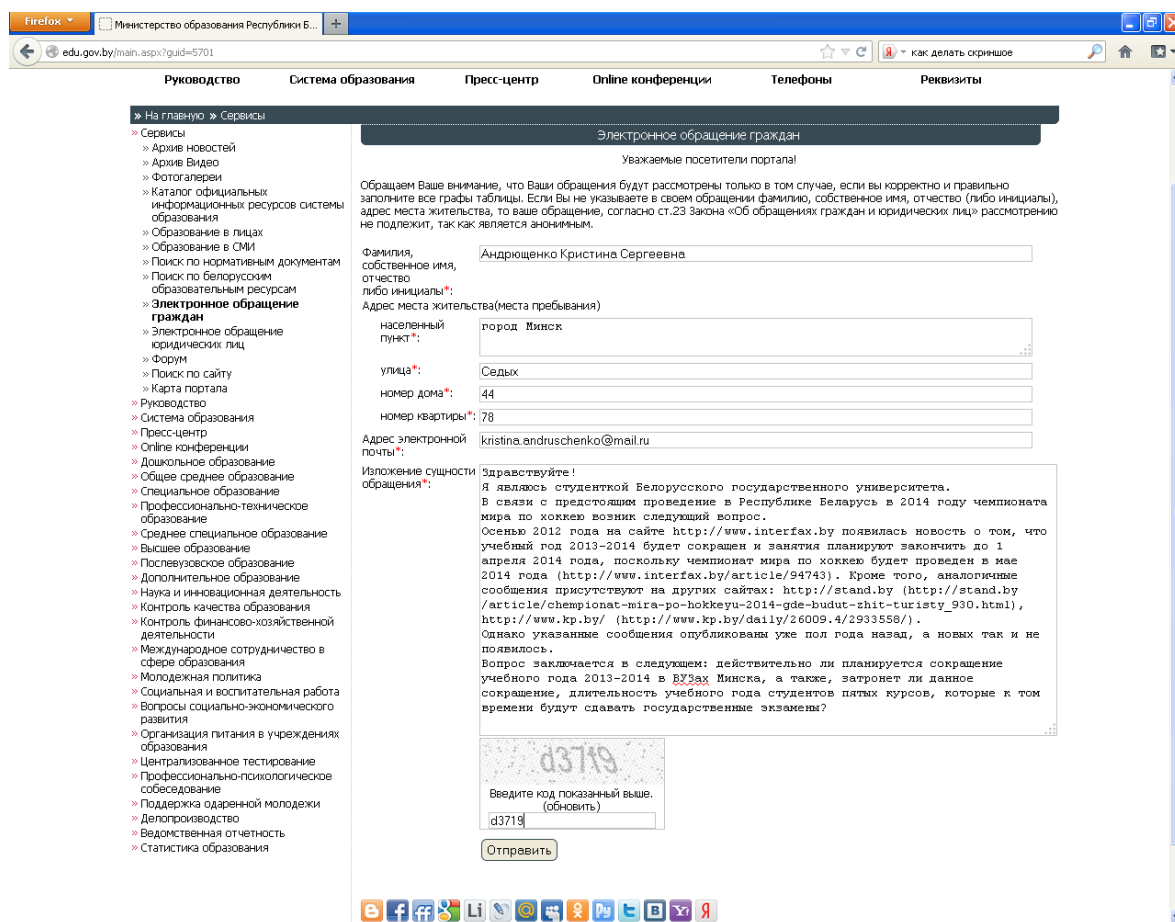 Firefox
Министерство образования Республики Б...
edu.gov.by/main.aspx?guid=5701
как делать скриншое
Руководство Система образования Пресс-центр Online конференции Телефоны Реквизиты
» На главную » Сервисы
» Сервисы
» Архив новостей
» Архив Видео
» Фотогалереи
» Каталог официальных
информационных ресурсов системы
образования
» Образование в лицах
» Образование в СМИ
» Поиск по нормативным документам
» Поиск по белорусским
образовательным ресурсам
» Электронное обращение
граждан
» Электронное обращение
юридических лиц
» Форум
» Поиск по сайту
» Карта портала
» Руководство
» Система образования
» Пресс-центр
» Online конференции
» Дошкольное образование
» Общее среднее образование
» Специальное образование
» Профессионально-техническое
образование
» Среднее специальное образование
» Высшее образование
» Послевузовское образование
» Дополнительное образование
» Наука и инновационная деятельность
» Контроль качества образования
» Контроль финансово-хозяйственной
деятельности
» Международное сотрудничество в
сфере образования
» Молодежная политика
» Социальная и воспитательная работа
» Вопросы социально-экономического
развития
» Организация питания в учреждениях
образования
» Централизованное тестирование
» Профессионально-психологическое
собеседование
» Поддержка одаренной молодежи
» Делопроизводство
» Ведомственная отчетность
» Статистика образования
Электронное обращение граждан
Уважаемые посетители портала!
Обращаем Ваше внимание, что Ваши обращения будут рассмотрены только в том случае, если вы корректно и правильно
заполните все графы таблицы. Если Вы не указываете в своем обращении фамилию, собственное имя, отчество (либо инициалы),
адрес места жительства, то ваше обращение, согласно ст.23 Закона «Об обращениях граждан и юридических лиц» рассмотрению
не подлежит, так как является анонимным.
Фамилия,
собственное имя,
отчество
либо инициалы*:
Андрющенко Кристина Сергеевна
Адрес места жительства(места пребывания)
населенный
пункт*:
город Минск
улица*: Седых
номер дома*: 44
номер квартиры*: 78
Адрес электронной
почты*:
kristina.andruschenko@mail.ru
Изложение сущности
обращения*:
Здравствуйте!
Я являюсь студенткой Белорусского государственного университета.
В связи с предстоящим проведение в Республике Беларусь в 2014 году чемпионата
мира по хоккею возник следующий вопрос.
Осенью 2012 года на сайте http://www.interfax.by появилась новость о том, что
учебный год 2013-2014 будет сокращен и занятия планируют закончить до 1
апреля 2014 года, поскольку чемпионат мира по хоккею будет проведен в мае
2014 года (http://www.interfax.by/article/94743). Кроме того, аналогичные
сообщения присутствуют на других сайтах: http://stand.by (http://stand.by
/article/chempionat-mira-po-hokkeyu-2014-gde-budut-zhit-turisty_930.html),
http://www.kp.by/ (http://www.kp.by/daily/26009.4/2933558/).
Однако указанные сообщения опубликованы уже пол года назад, а новых так и не
появилось.
Вопрос заключается в следующем: действительно ли планируется сокращение
учебного года 2013-2014 в ВУЗах Минска, а также, затронет ли данное
сокращение, длительность учебного года студентов пятых курсов, которые к том
времени будут сдавать государственные экзамены?
d3719
Введите код показанный выше.
(обновить)
d3719
Отправить